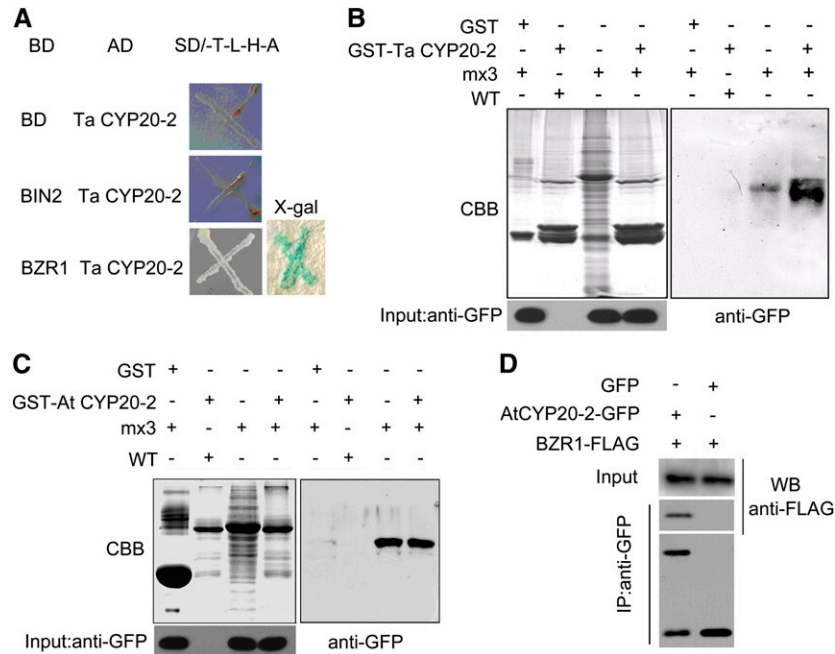 A
BD AD SD/-T-L-H-A
BD Ta CYP20-2
BIN2 Ta CYP20-2
X-gal
BZR1 Ta CYP20-2
B
GST + - - - + - - -
GST-Ta CYP20-2 - + - + - + - +
mx3 + - + + + - + +
WT - + - - - + - -
CBB
Input:anti-GFP anti-GFP
C
GST + - - - + - - -
GST-At CYP20-2 - + - + - + - +
mx3 + - + + + - + +
WT - + - - - + - -
CBB
Input:anti-GFP anti-GFP
D
GFP - +
AtCYP20-2-GFP + -
BZR1-FLAG + +
Input
WB
anti-FLAG
IP:anti-GFP